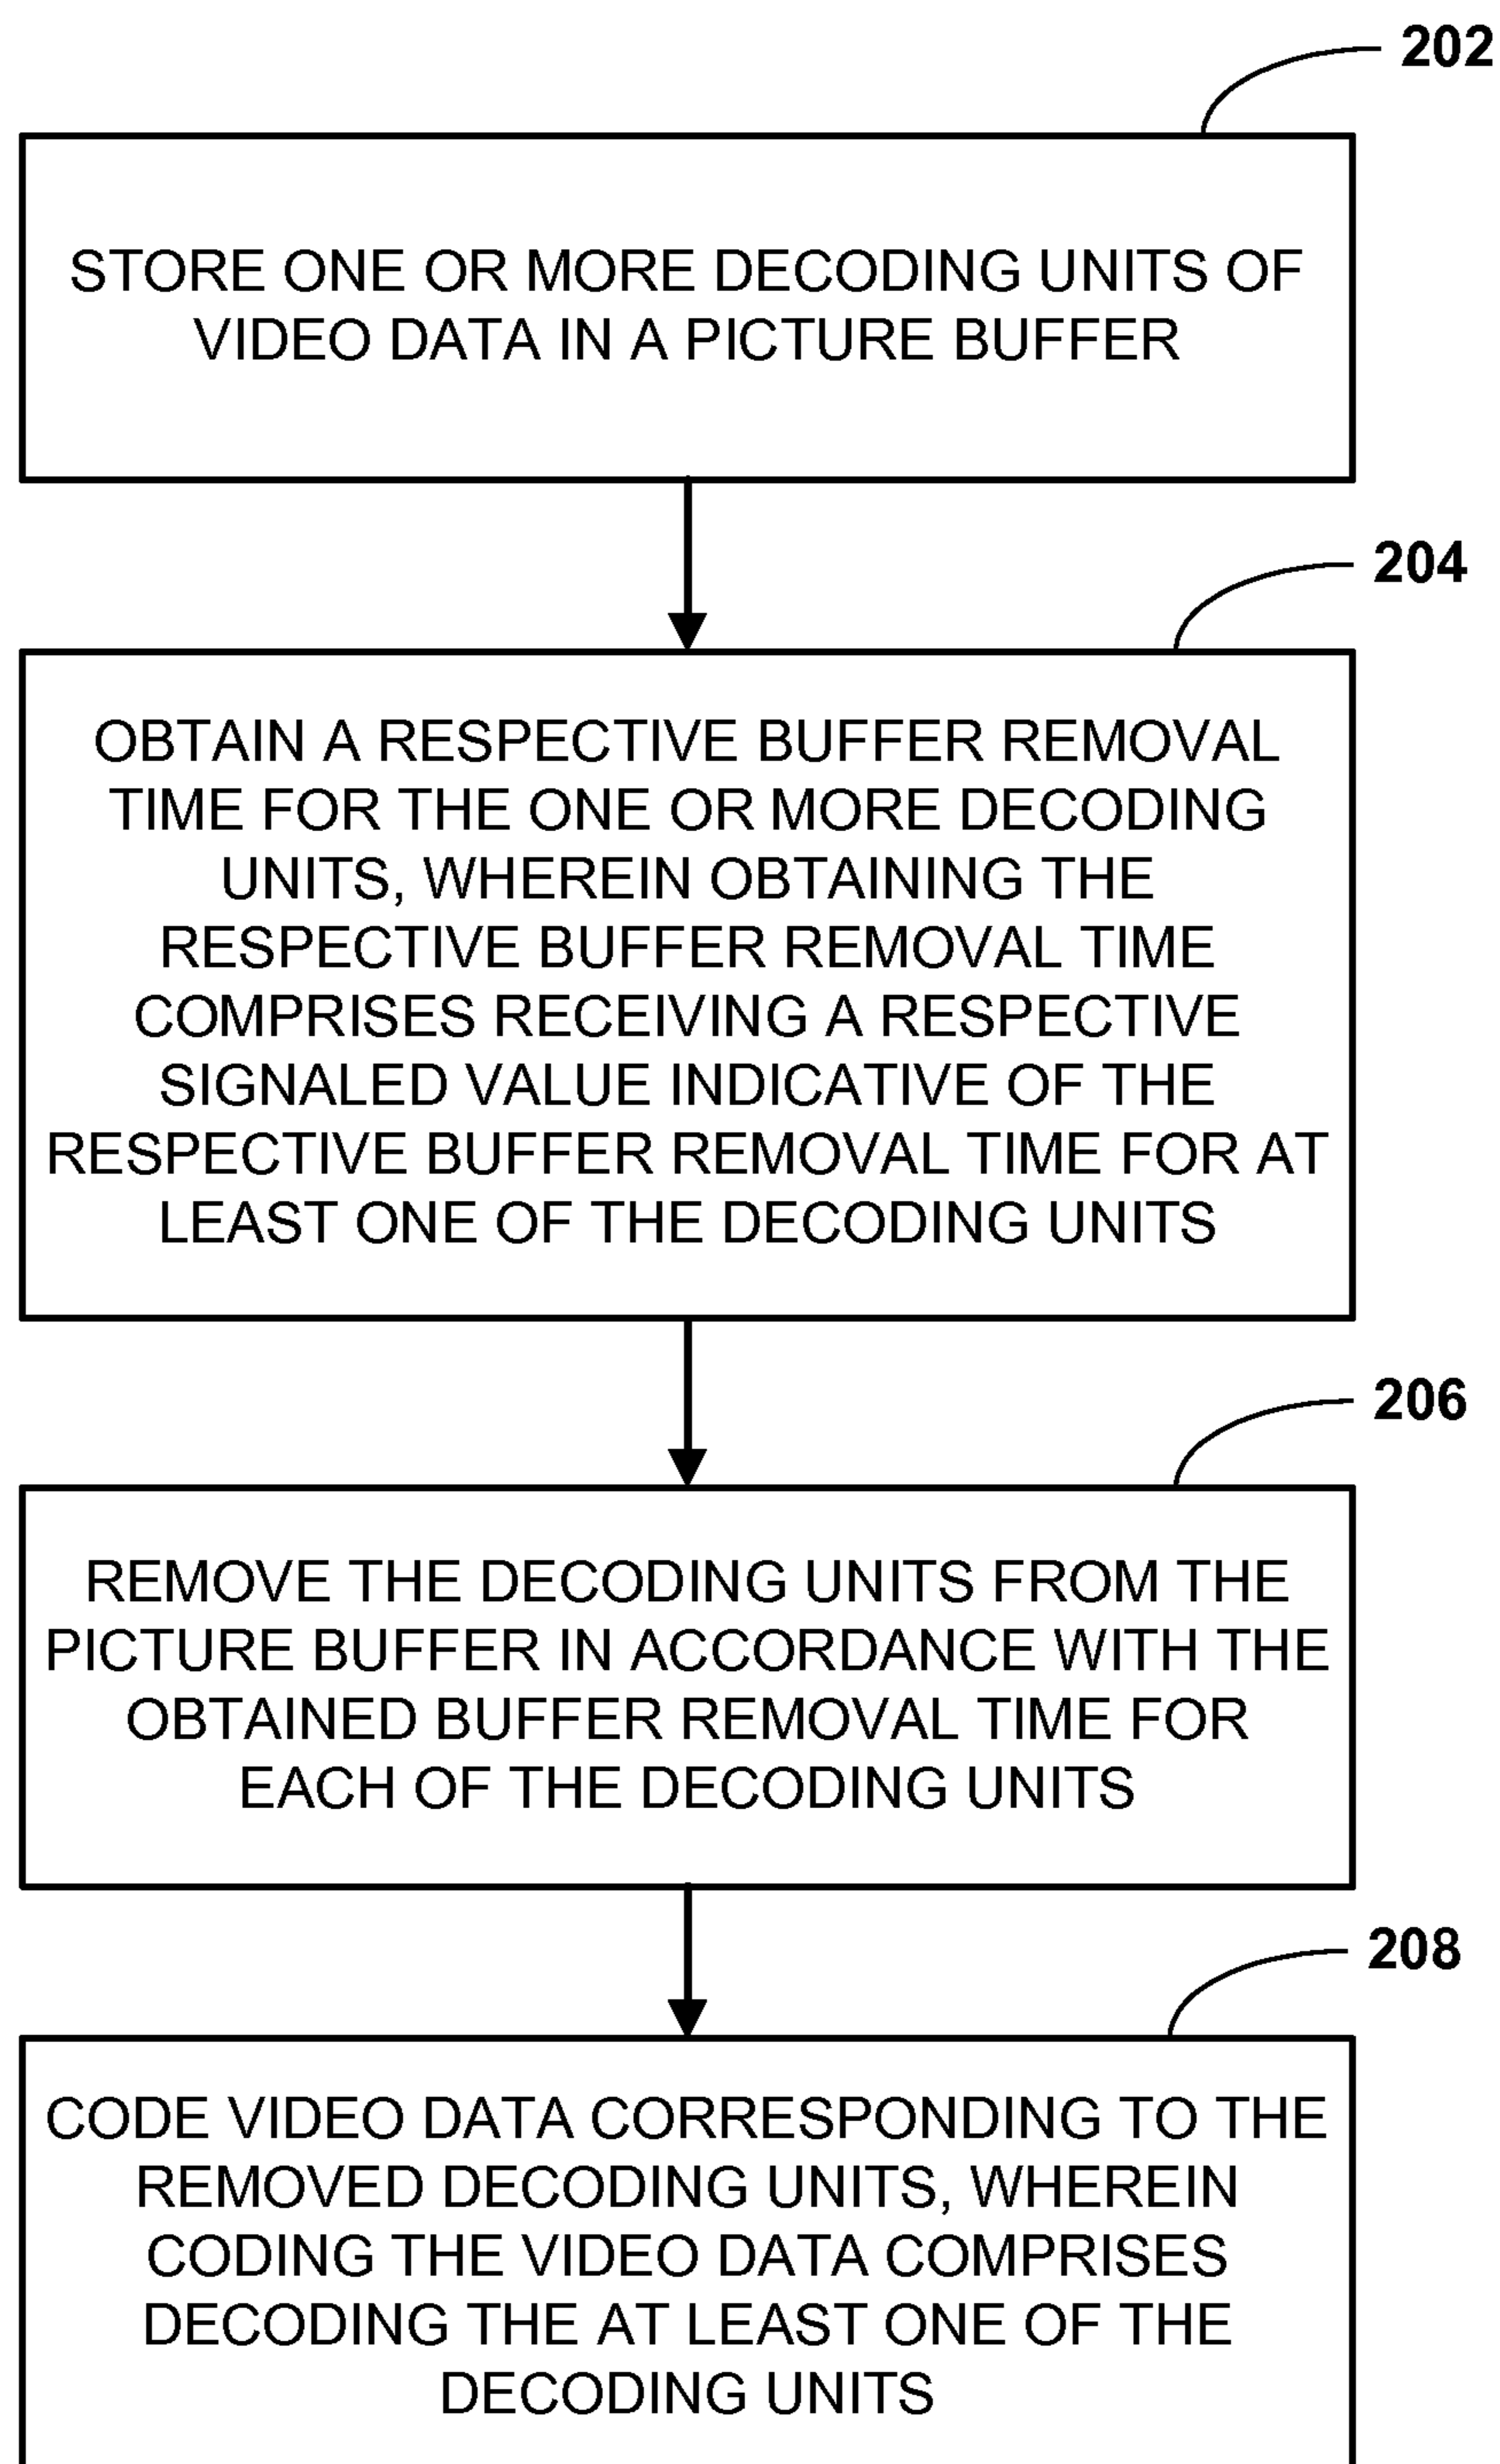 202
STORE ONE OR MORE DECODING UNITS OF
VIDEO DATA IN A PICTURE BUFFER
204
OBTAIN A RESPECTIVE BUFFER REMOVAL
TIME FOR THE ONE OR MORE DECODING
UNITS, WHEREIN OBTAINING THE
RESPECTIVE BUFFER REMOVAL TIME
COMPRISES RECEIVING A RESPECTIVE
SIGNALED VALUE INDICATIVE OF THE
RESPECTIVE BUFFER REMOVAL TIME FOR AT
LEAST ONE OF THE DECODING UNITS
206
REMOVE THE DECODING UNITS FROM THE
PICTURE BUFFER IN ACCORDANCE WITH THE
OBTAINED BUFFER REMOVAL TIME FOR
EACH OF THE DECODING UNITS
208
CODE VIDEO DATA CORRESPONDING TO THE
REMOVED DECODING UNITS, WHEREIN
CODING THE VIDEO DATA COMPRISES
DECODING THE AT LEAST ONE OF THE
DECODING UNITS